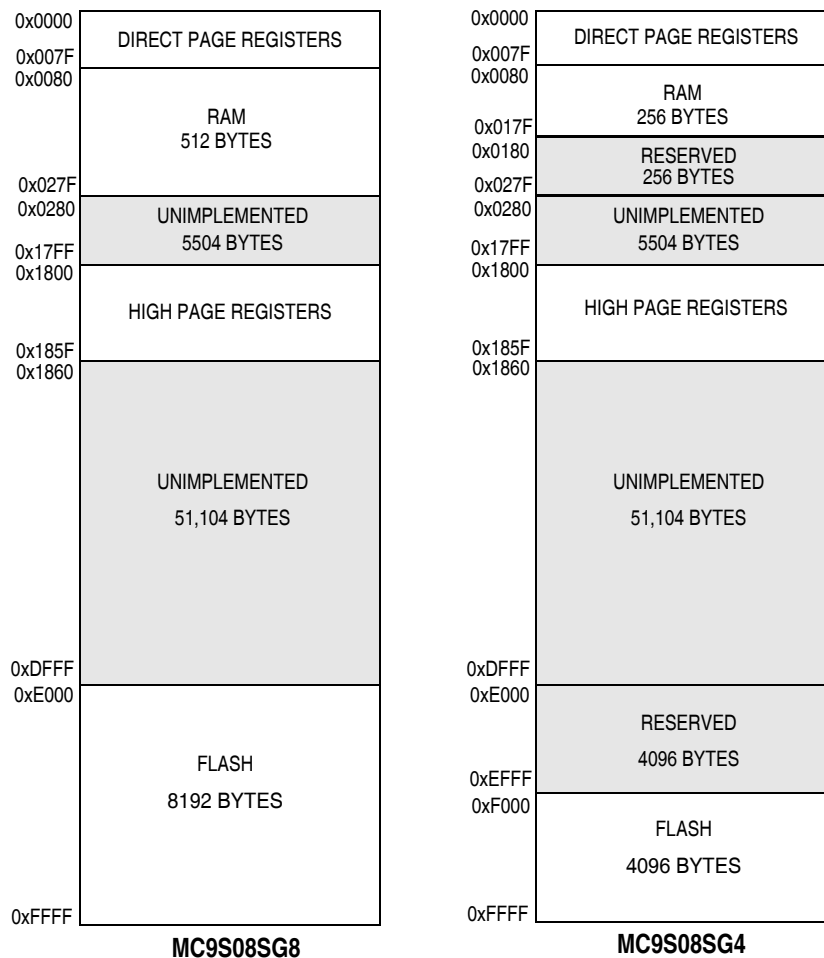 0x0000
DIRECT PAGE REGISTERS
0x007F
0x0080
RAM
512 BYTES
0x027F
0x0280
UNIMPLEMENTED
5504 BYTES
0x17FF
0x1800
HIGH PAGE REGISTERS
0x185F
0x1860
UNIMPLEMENTED
51,104 BYTES
0xDFFF
0xE000
FLASH
8192 BYTES
0xFFFF
MC9S08SG8
0x0000
DIRECT PAGE REGISTERS
0x007F
0x0080
RAM
256 BYTES
0x017F
0x0180
RESERVED
256 BYTES
0x027F
0x0280
UNIMPLEMENTED
5504 BYTES
0x17FF
0x1800
HIGH PAGE REGISTERS
0x185F
0x1860
UNIMPLEMENTED
51,104 BYTES
0xDFFF
0xE000
RESERVED
4096 BYTES
0xEFFF
0xF000
FLASH
4096 BYTES
0xFFFF
MC9S08SG4